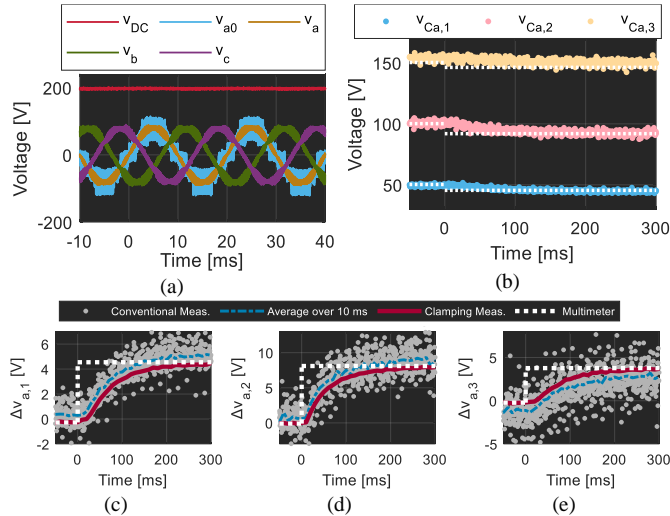 v_DC v_a0 v_a
v_b v_c
Voltage [V]
200
0
-200
-10 0 10 20 30 40
Time [ms]
(a)
v_Ca,1 v_Ca,2 v_Ca,3
Voltage [V]
150
100
50
0 100 200 300
Time [ms]
(b)
Conventional Meas. Average over 10 ms Clamping Meas. Multimeter
Δv_a,1
6
4
2
0
-2
0 100 200 300
Time [ms]
(c)
Δv_a,2
10
5
0
0 100 200 300
Time [ms]
(d)
Δv_a,3
5
0
-5
0 100 200 300
Time [ms]
(e)